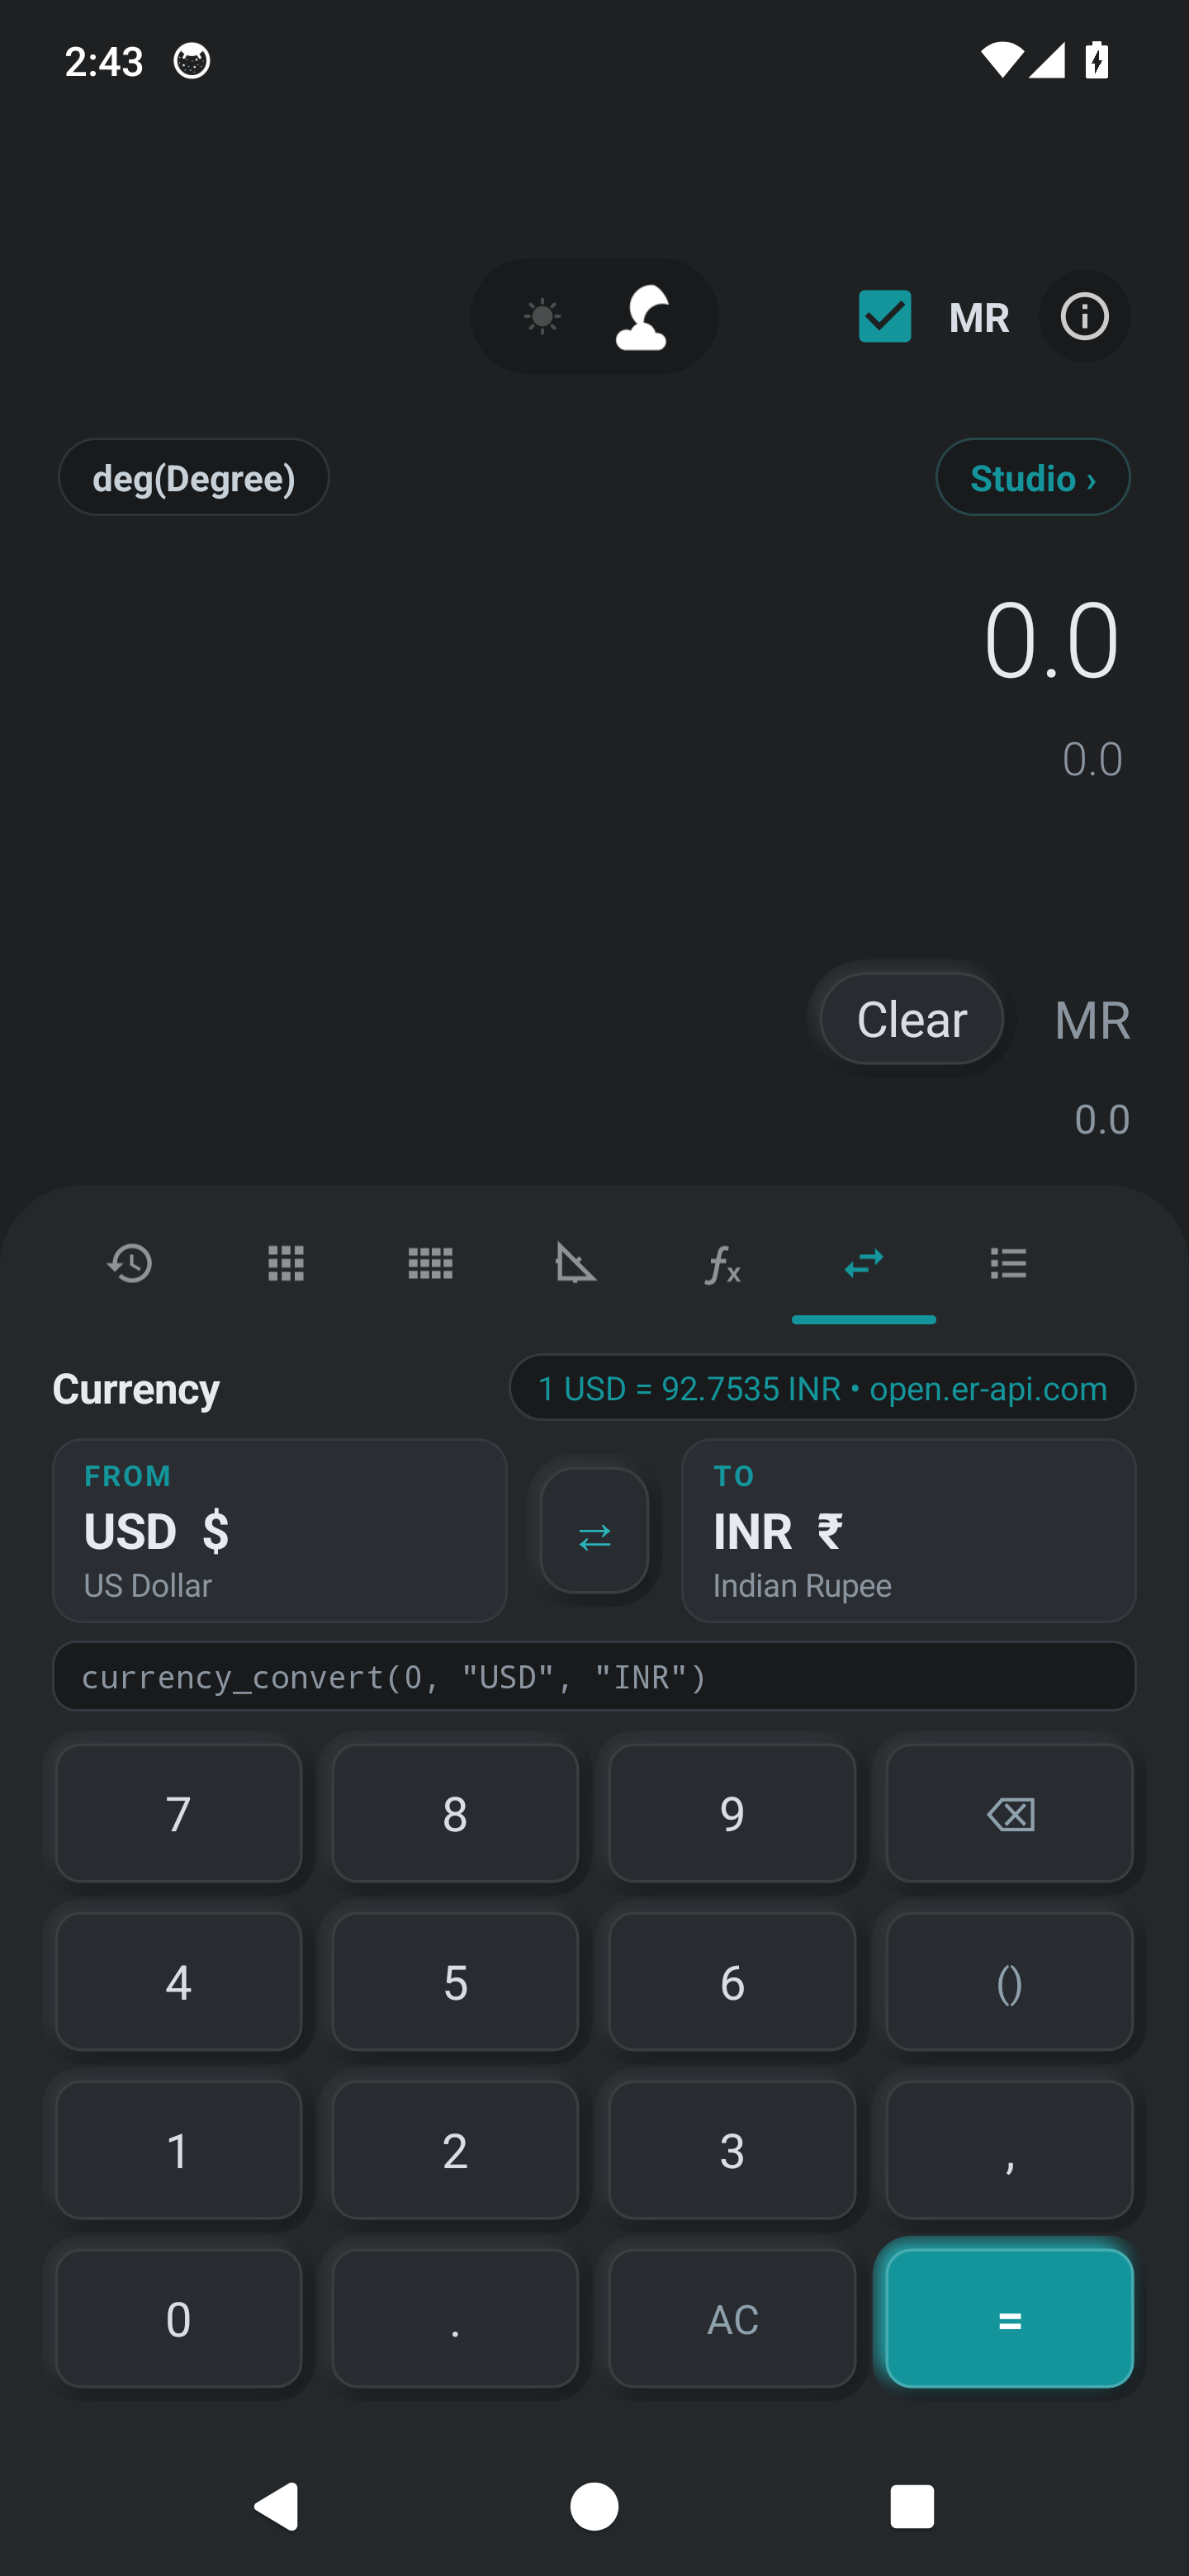 2:43
MR
deg(Degree)
Studio ›
0.0
0.0
Clear
MR
0.0
fx
Currency
1 USD = 92.7535 INR • open.er-api.com
FROM
USD $
US Dollar
⇄
TO
INR ₹
Indian Rupee
currency_convert(0, "USD", "INR")
7 8 9 ⌫
4 5 6 ()
1 2 3 ,
0 . AC =